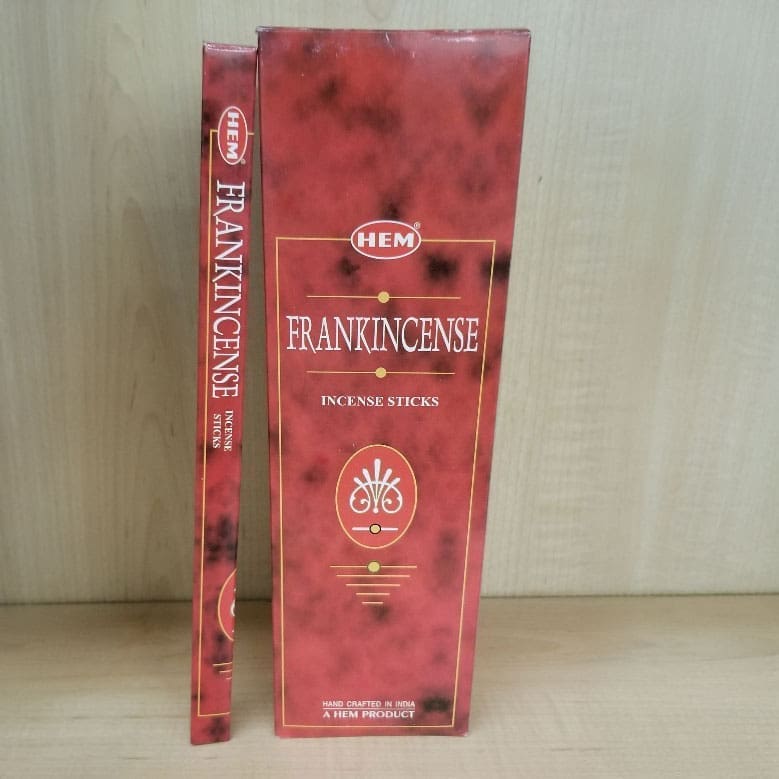 HEM®
FRANKINCENSE
INCENSE
STICKS
HEM®
FRANKINCENSE
INCENSE STICKS
HAND CRAFTED IN INDIA
A HEM PRODUCT